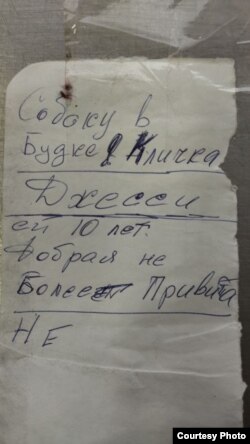 Собаку в
Будке Кличка
Джесси
ей 10 лет.
Добрая не
Болеет Привита
Не
Courtesy Photo